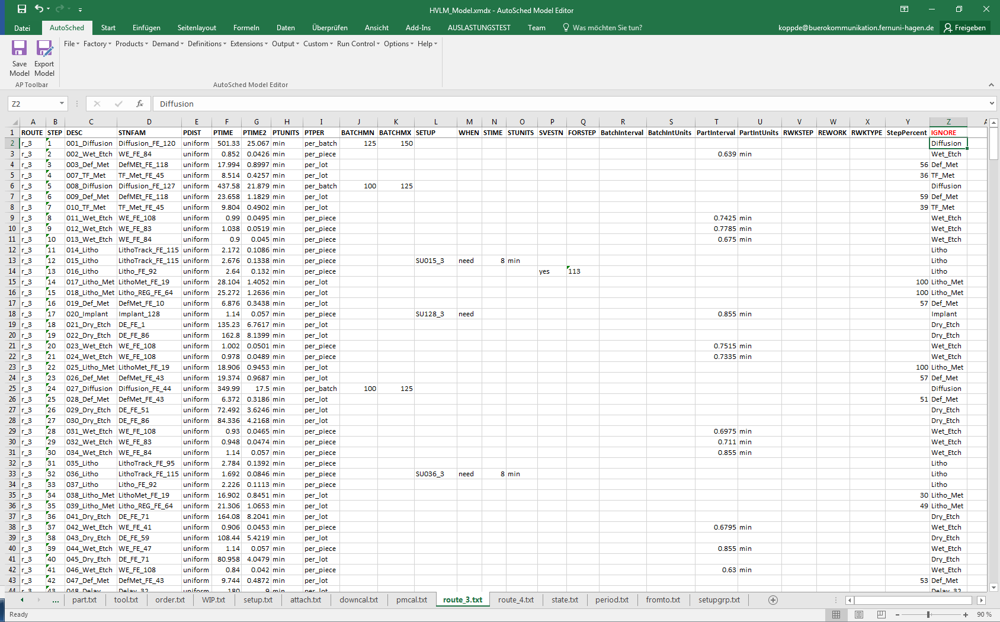 HVLM_Model.xmdx - AutoSched Model Editor
Datei AutoSched Start Einfügen Seitenlayout Formeln Daten Überprüfen Ansicht Add-Ins AUSLASTUNGSTEST Team Was möchten Sie tun? koppde@buerokommunikation.fernuni-hagen.de Freigeben
File Factory Products Demand Definitions Extensions Output Custom Run Control Options Help
Save Model Export Model
AP Toolbar AutoSched Model Editor
Z2 fx Diffusion
A B C D E F G H I J K L M N O P Q R S T U V W X Y Z A
1 ROUTE STEP DESC STNFAM PDIST PTIME PTIME2 PTUNITS PTPER BATCHMN BATCHMX SETUP WHEN STIME STUNITS SVESTN FORSTEP BatchInterval BatchIntUnits PartInterval PartIntUnits RWKSTEP REWORK RWKTYPE StepPercent IGNORE
2 r_3 1 001_Diffusion Diffusion_FE_120 uniform 501.33 25.067 min per_batch 125 150 Diffusion
3 r_3 2 002_Wet_Etch WE_FE_84 uniform 0.852 0.0426 min per_piece 0.639 min Wet_Etch
4 r_3 3 003_Def_Met DefMEt_FE_118 uniform 17.994 0.8997 min per_lot 56 Def_Met
5 r_3 4 007_TF_Met TF_Met_FE_45 uniform 8.514 0.4257 min per_lot 36 TF_Met
6 r_3 5 008_Diffusion Diffusion_FE_127 uniform 437.58 21.879 min per_batch 100 125 Diffusion
7 r_3 6 009_Def_Met DefMEt_FE_118 uniform 23.658 1.1829 min per_lot 59 Def_Met
8 r_3 7 010_TF_Met TF_Met_FE_45 uniform 9.804 0.4902 min per_lot 39 TF_Met
9 r_3 8 011_Wet_Etch WE_FE_108 uniform 0.99 0.0495 min per_piece 0.7425 min Wet_Etch
10 r_3 9 012_Wet_Etch WE_FE_83 uniform 1.038 0.0519 min per_piece 0.7785 min Wet_Etch
11 r_3 10 013_Wet_Etch WE_FE_84 uniform 0.9 0.045 min per_piece 0.675 min Wet_Etch
12 r_3 11 014_Litho LithoTrack_FE_115 uniform 2.172 0.1086 min per_piece Litho
13 r_3 12 015_Litho LithoTrack_FE_115 uniform 2.676 0.1338 min per_piece SU015_3 need 8 min Litho
14 r_3 13 016_Litho Litho_FE_92 uniform 2.64 0.132 min per_piece yes 113 Litho
15 r_3 14 017_Litho_Met LithoMet_FE_19 uniform 28.104 1.4052 min per_lot 100 Litho_Met
16 r_3 15 018_Litho_Met Litho_REG_FE_64 uniform 25.272 1.2636 min per_lot 100 Litho_Met
17 r_3 16 019_Def_Met DefMet_FE_10 uniform 6.876 0.3438 min per_lot 57 Def_Met
18 r_3 17 020_Implant Implant_128 uniform 1.14 0.057 min per_piece SU128_3 need 0.855 min Implant
19 r_3 18 021_Dry_Etch DE_FE_1 uniform 135.23 6.7617 min per_lot Dry_Etch
20 r_3 19 022_Dry_Etch DE_FE_86 uniform 162.8 8.1399 min per_lot Dry_Etch
21 r_3 20 023_Wet_Etch WE_FE_108 uniform 1.002 0.0501 min per_piece 0.7515 min Wet_Etch
22 r_3 21 024_Wet_Etch WE_FE_108 uniform 0.978 0.0489 min per_piece 0.7335 min Wet_Etch
23 r_3 22 025_Litho_Met LithoMet_FE_19 uniform 18.906 0.9453 min per_lot 100 Litho_Met
24 r_3 23 026_Def_Met DefMet_FE_43 uniform 19.374 0.9687 min per_lot 57 Def_Met
25 r_3 24 027_Diffusion Diffusion_FE_44 uniform 349.99 17.5 min per_batch 100 125 Diffusion
26 r_3 25 028_Def_Met DefMet_FE_43 uniform 6.372 0.3186 min per_lot 51 Def_Met
27 r_3 26 029_Dry_Etch DE_FE_51 uniform 72.492 3.6246 min per_lot Dry_Etch
28 r_3 27 030_Dry_Etch DE_FE_86 uniform 84.336 4.2168 min per_lot Dry_Etch
29 r_3 28 031_Wet_Etch WE_FE_108 uniform 0.93 0.0465 min per_piece 0.6975 min Wet_Etch
30 r_3 29 032_Wet_Etch WE_FE_83 uniform 0.948 0.0474 min per_piece 0.711 min Wet_Etch
31 r_3 30 034_Wet_Etch WE_FE_84 uniform 1.14 0.057 min per_piece 0.855 min Wet_Etch
32 r_3 31 035_Litho LithoTrack_FE_95 uniform 2.784 0.1392 min per_piece Litho
33 r_3 32 036_Litho LithoTrack_FE_115 uniform 1.692 0.0846 min per_piece SU036_3 need 8 min Litho
34 r_3 33 037_Litho Litho_FE_92 uniform 2.226 0.1113 min per_piece Litho
35 r_3 34 038_Litho_Met LithoMet_FE_19 uniform 16.902 0.8451 min per_lot 30 Litho_Met
36 r_3 35 039_Litho_Met Litho_REG_FE_64 uniform 21.306 1.0653 min per_lot 49 Litho_Met
37 r_3 36 041_Dry_Etch DE_FE_71 uniform 164.08 8.2041 min per_lot Dry_Etch
38 r_3 37 042_Wet_Etch WE_FE_41 uniform 0.906 0.0453 min per_piece 0.6795 min Wet_Etch
39 r_3 38 043_Dry_Etch DE_FE_59 uniform 108.44 5.4219 min per_lot Dry_Etch
40 r_3 39 044_Wet_Etch WE_FE_47 uniform 1.14 0.057 min per_piece 0.855 min Wet_Etch
41 r_3 40 045_Dry_Etch DE_FE_71 uniform 80.958 4.0479 min per_lot Dry_Etch
42 r_3 41 046_Wet_Etch WE_FE_108 uniform 0.84 0.042 min per_piece 0.63 min Wet_Etch
43 r_3 42 047_Def_Met DefMet_FE_43 uniform 9.744 0.4872 min per_lot 53 Def_Met
44 r_3 43 048_Delay Delay_32 uniform 180 9 min per_lot Delay_32
... part.txt tool.txt order.txt WIP.txt setup.txt attach.txt downcal.txt pmcal.txt route_3.txt route_4.txt state.txt period.txt fromto.txt setupgrp.txt
Ready 90 %